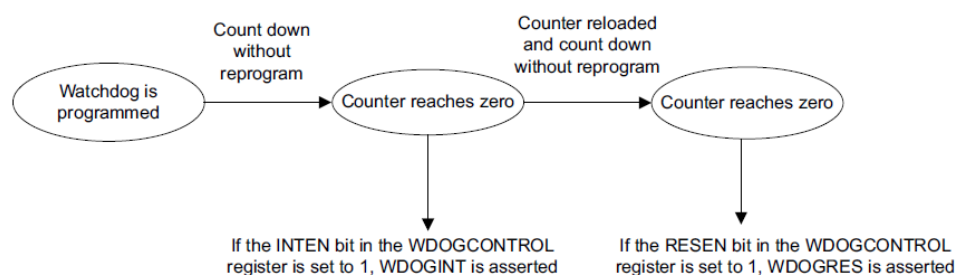 Count down
without
reprogram
Counter reloaded
and count down
without reprogram
Watchdog is
programmed
Counter reaches zero
Counter reaches zero
If the INTEN bit in the WDOGCONTROL
register is set to 1, WDOGINT is asserted
If the RESEN bit in the WDOGCONTROL
register is set to 1, WDOGRES is asserted